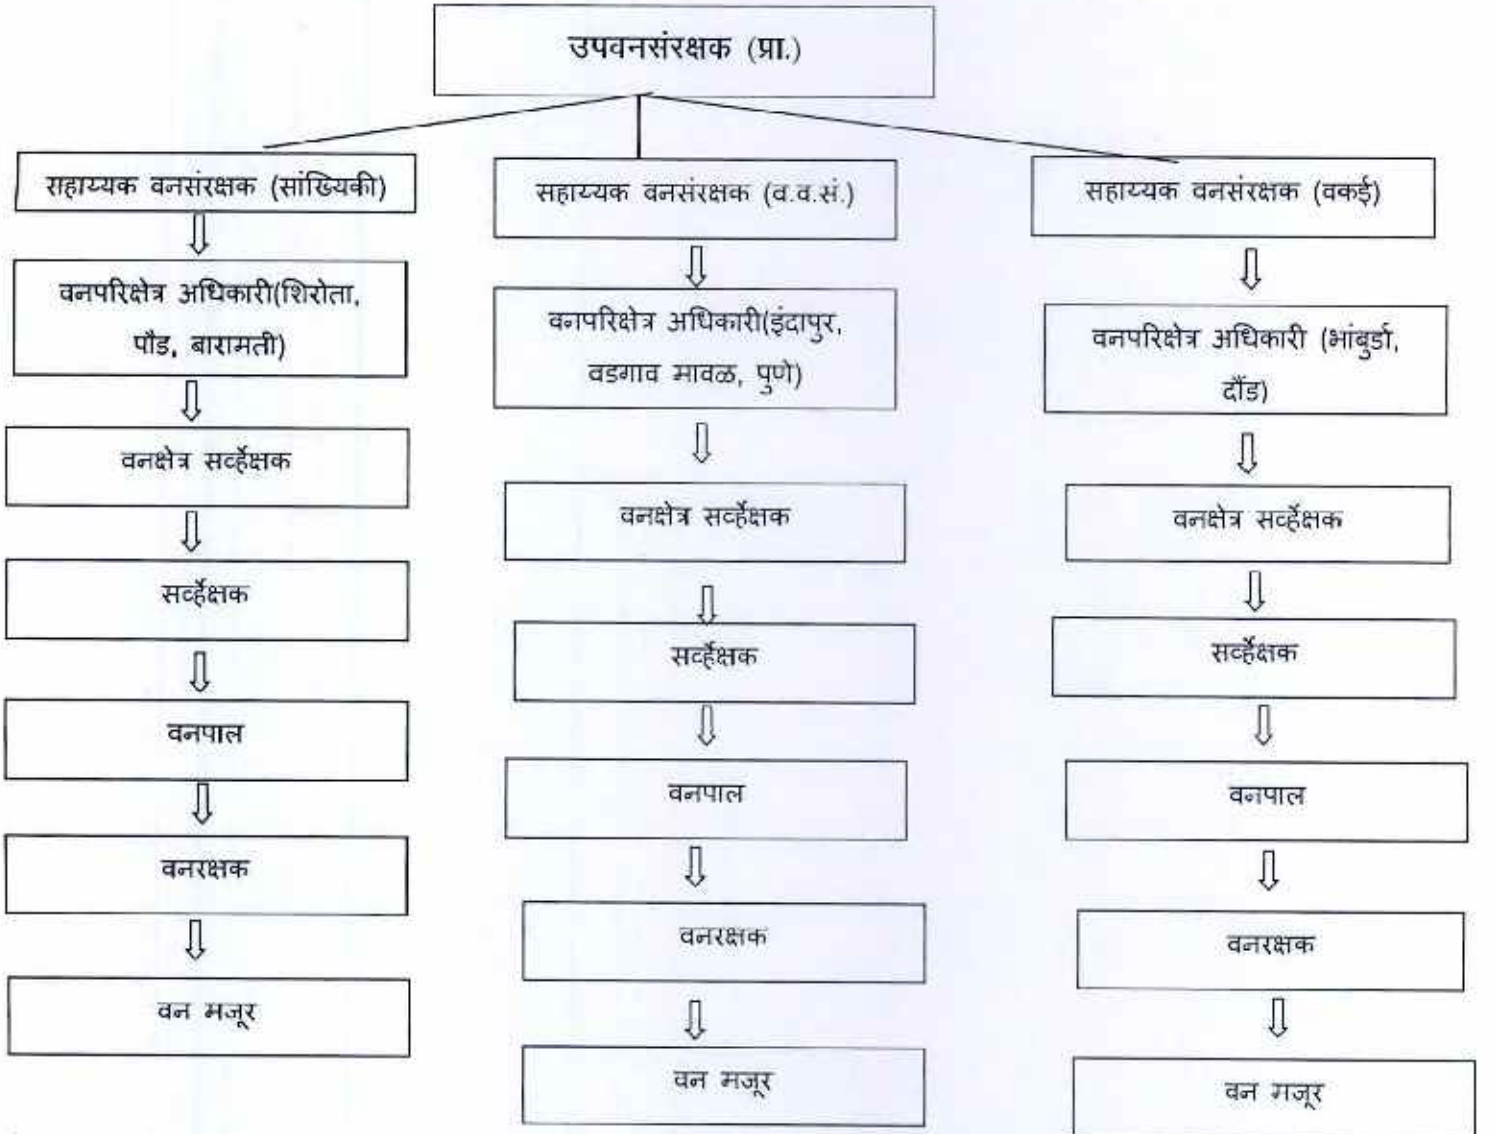 उपवनसंरक्षक (प्रा.)
सहाय्यक वनसंरक्षक (सांख्यिकी)
वनपरिक्षेत्र अधिकारी(शिरोता,
पौड, बारामती)
वनक्षेत्र सर्व्हेक्षक
सर्व्हेक्षक
वनपाल
वनरक्षक
वन मजूर
सहाय्यक वनसंरक्षक (व.व.सं.)
वनपरिक्षेत्र अधिकारी(इंदापुर,
वडगाव मावळ, पुणे)
वनक्षेत्र सर्व्हेक्षक
सर्व्हेक्षक
वनपाल
वनरक्षक
वन मजूर
सहाय्यक वनसंरक्षक (वकई)
वनपरिक्षेत्र अधिकारी (भांबुर्डा,
दौंड)
वनक्षेत्र सर्व्हेक्षक
सर्व्हेक्षक
वनपाल
वनरक्षक
वन मजूर